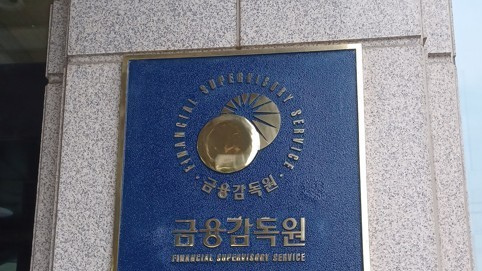 · FINANCIAL SUPERVISORY SERVICE ·
금융감독원
금융감독원
FINANCIAL SUPERVISORY SERVICE